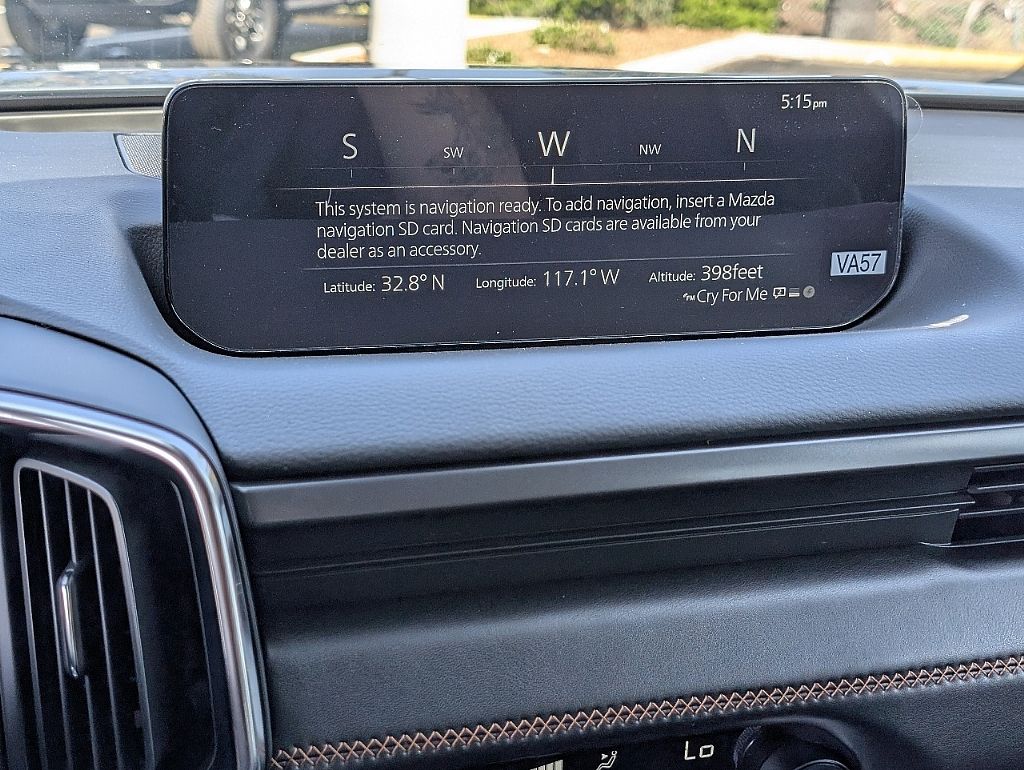 5:15pm
S SW W NW N
This system is navigation ready. To add navigation, insert a Mazda
navigation SD card. Navigation SD cards are available from your
dealer as an accessory.
VA57
Latitude: 32.8° N Longitude: 117.1° W Altitude: 398feet
FM Cry For Me
Lo